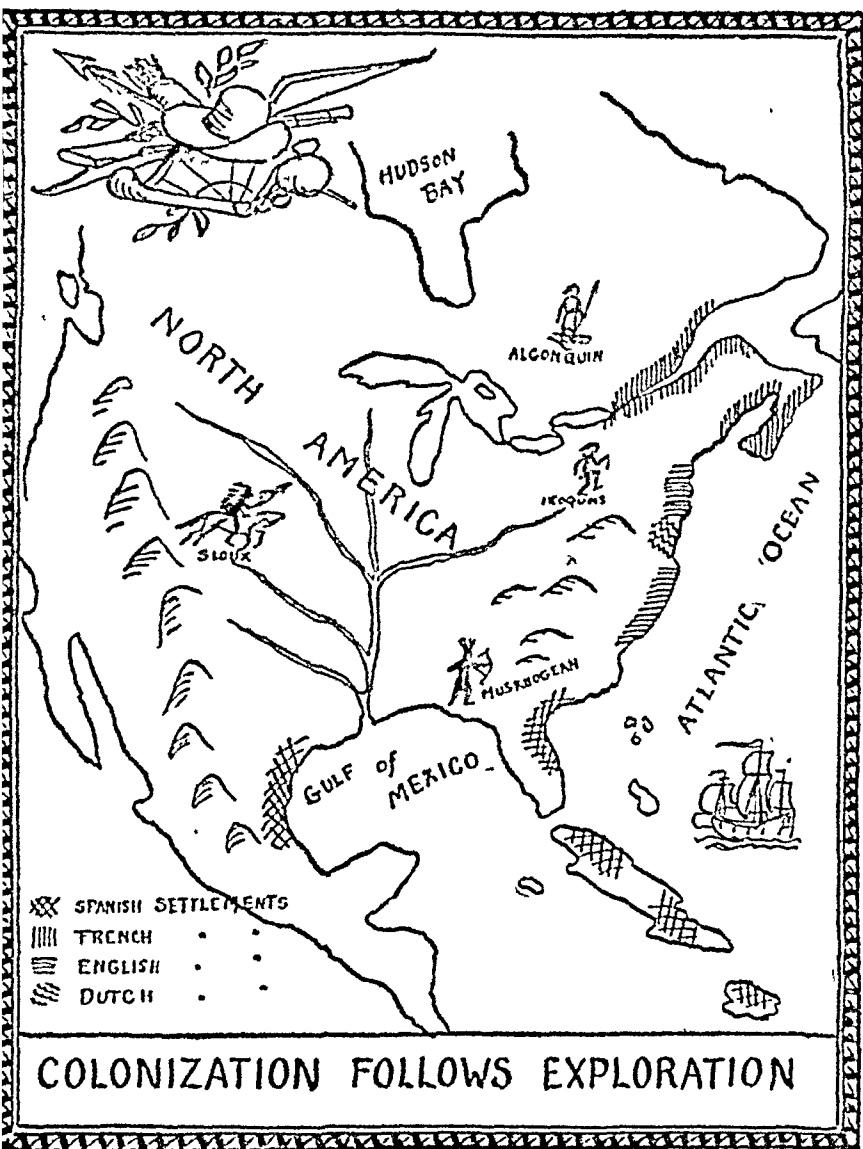 HUDSON
BAY
NORTH
AMERICA
ALGONQUIN
IROQUOIS
SIOUX
MUSKHOGEAN
ATLANTIC OCEAN
GULF of
MEXICO
SPANISH SETTLEMENTS
FRENCH " "
ENGLISH " "
DUTCH " "
COLONIZATION FOLLOWS EXPLORATION